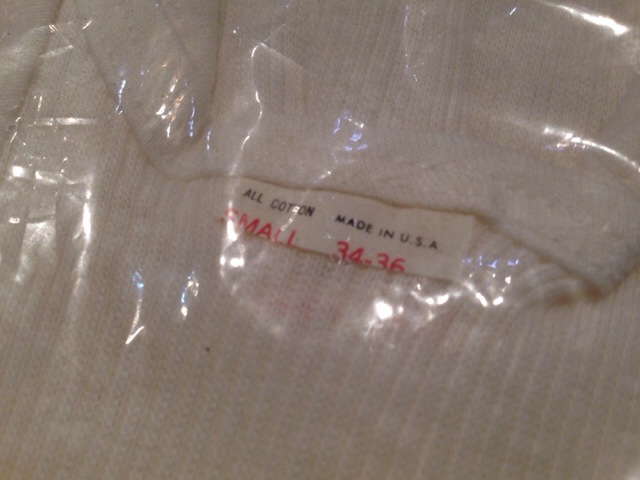 ALL COTTON MADE IN U.S.A.
SMALL 34-36